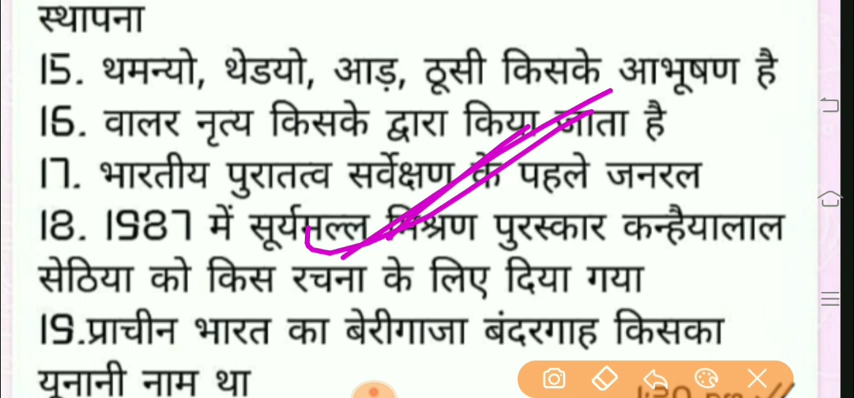 स्थापना
15. थमन्यो, थेडयो, आड़, ठूसी किसके आभूषण है
16. वालर नृत्य किसके द्वारा किया जाता है
17. भारतीय पुरातत्व सर्वेक्षण के पहले जनरल
18. 1987 में सूर्यमल्ल मिश्रण पुरस्कार कन्हैयालाल
सेठिया को किस रचना के लिए दिया गया
19.प्राचीन भारत का बेरीगाजा बंदरगाह किसका
यूनानी नाम था